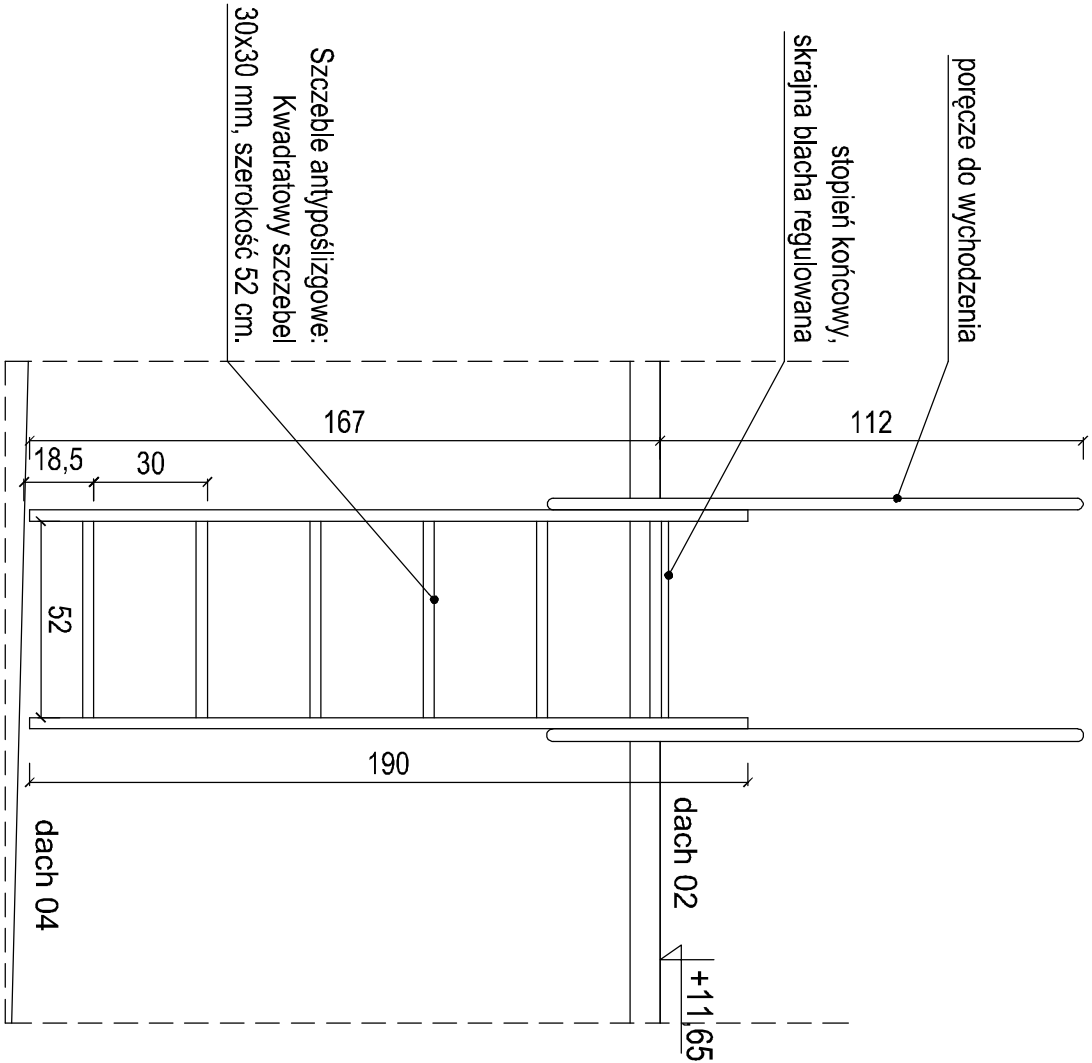 poręcze do wychodzenia
stopień końcowy,
skrajna blacha regulowana
Szczeble antypoślizgowe:
Kwadratowy szczebel
30x30 mm, szerokość 52 cm.
167
112
18,5
30
52
190
dach 02
+11,65
dach 04